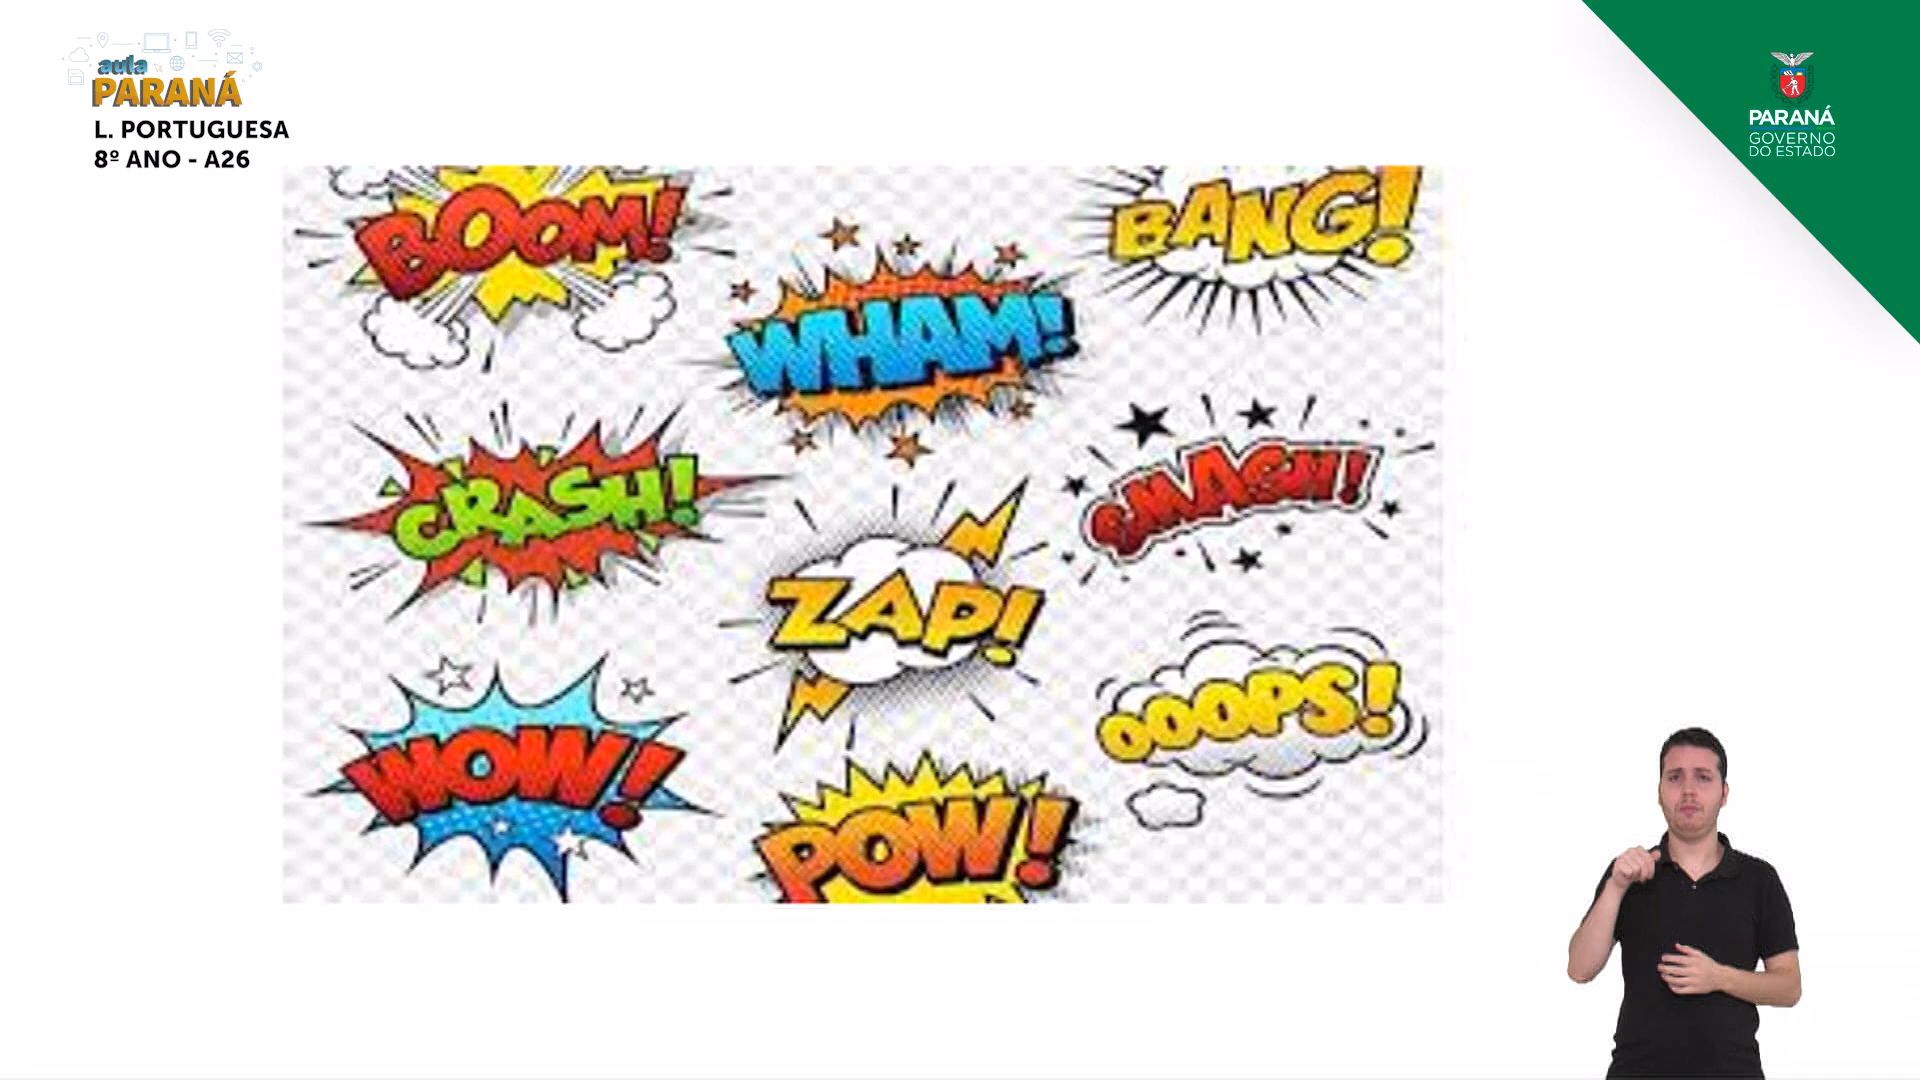 aula
PARANÁ
L. PORTUGUESA
8º ANO - A26
PARANÁ
GOVERNO
DO ESTADO
BOOM!
WHAM!
BANG!
CRASH!
ZAP!
SMASH!
WOW!
POW!
OOOPS!